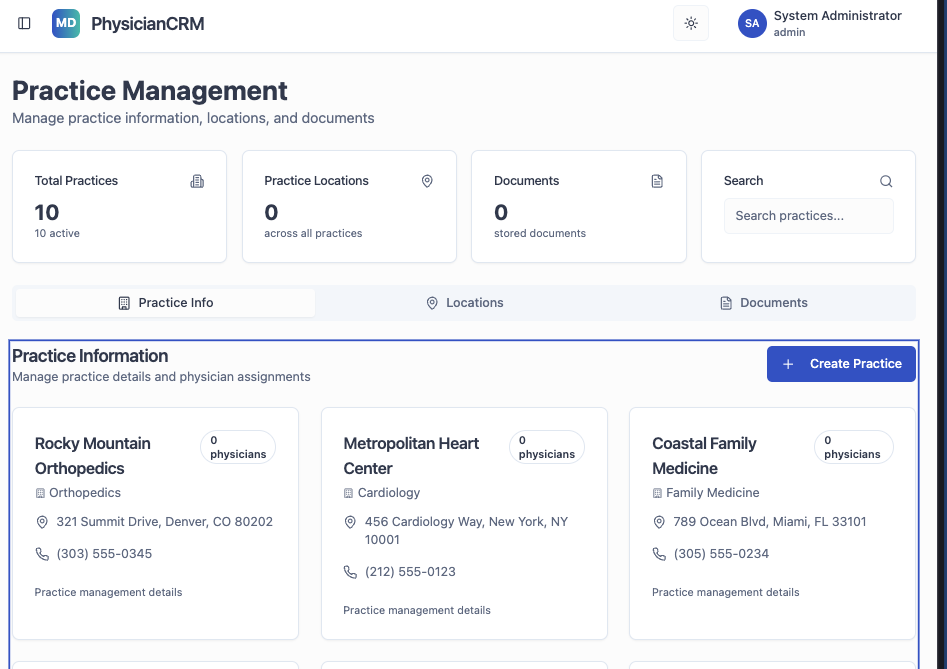 MD PhysicianCRM
SA
System Administrator
admin
Practice Management
Manage practice information, locations, and documents
Total Practices
10
10 active
Practice Locations
0
across all practices
Documents
0
stored documents
Search
Search practices...
Practice Info
Locations
Documents
Practice Information
Manage practice details and physician assignments
+ Create Practice
Rocky Mountain
Orthopedics
0
physicians
Orthopedics
321 Summit Drive, Denver, CO 80202
(303) 555-0345
Practice management details
Metropolitan Heart
Center
0
physicians
Cardiology
456 Cardiology Way, New York, NY
10001
(212) 555-0123
Practice management details
Coastal Family
Medicine
0
physicians
Family Medicine
789 Ocean Blvd, Miami, FL 33101
(305) 555-0234
Practice management details